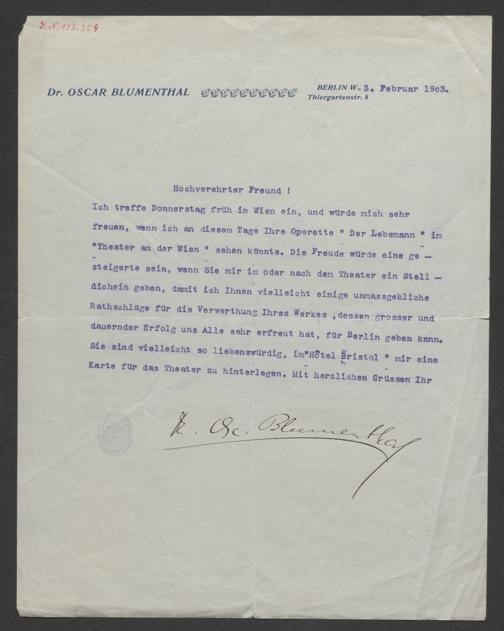 J.N. 113.354
Dr. OSCAR BLUMENTHAL
BERLIN W., 3. Februar 1903.
Thiergartenstr. 8
Hochverehrter Freund !
Ich treffe Donnerstag früh in Wien ein, und würde mich sehr
freuen, wenn ich an diesem Tage Ihre Operette " Der Lebemann " im
"Theater an der Wien " sehen könnte. Die Freude würde eine ge —
steigerte sein, wenn Sie mir im oder nach dem Theater ein Stell —
dichein geben, damit ich Ihnen vielleicht einige unmassgebliche
Rathschläge für die Verwerthung Ihres Werkes ,dessen grosser und
dauernder Erfolg uns Alle sehr erfreut hat, für Berlin geben kann.
Sie sind vielleicht so liebenswürdig, im"Hôtel Bristol " mir eine
Karte für das Theater zu hinterlegen. Mit herzlichen Grüssen Ihr
Dr. Osc. Blumenthal